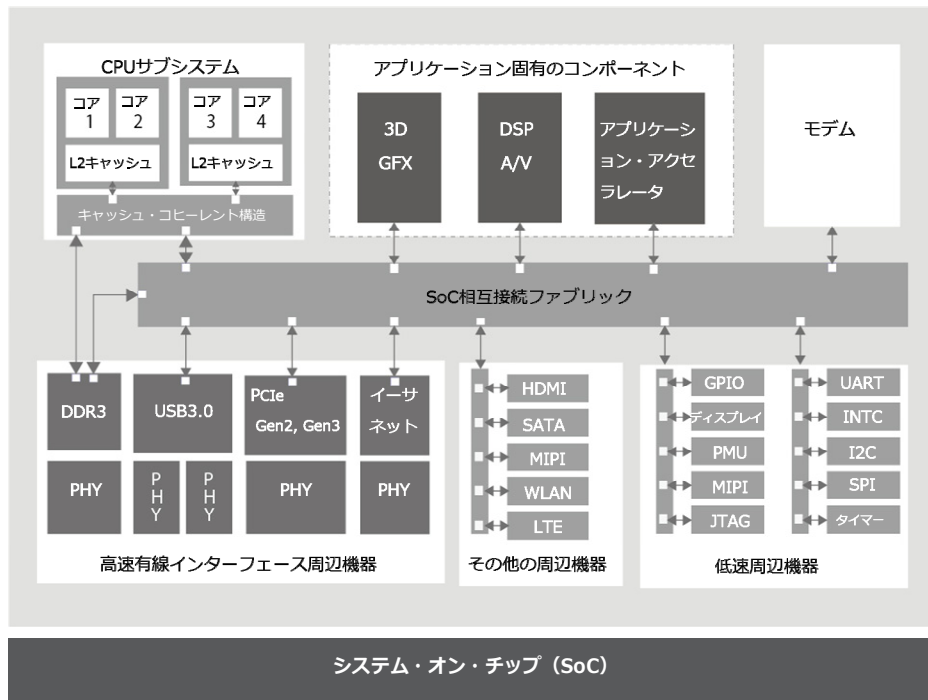 CPUサブシステム
コア
1
コア
2
L2キャッシュ
コア
3
コア
4
L2キャッシュ
キャッシュ・コヒーレント構造
アプリケーション固有のコンポーネント
3D
GFX
DSP
A/V
アプリケーシ
ョン・アクセ
ラレータ
モデム
SoC相互接続ファブリック
DDR3
PHY
USB3.0
PHY
PHY
PCIe
Gen2, Gen3
PHY
イーサ
ネット
PHY
高速有線インターフェース周辺機器
HDMI
SATA
MIPI
WLAN
LTE
その他の周辺機器
GPIO
ディスプレイ
PMU
MIPI
JTAG
UART
INTC
I2C
SPI
タイマー
低速周辺機器
システム・オン・チップ（SoC）